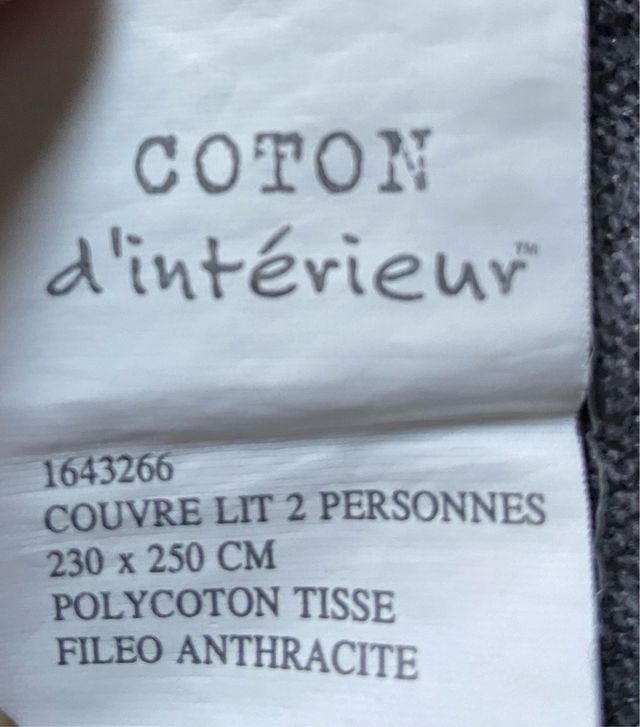 COTON
d'intérieur™
1643266
COUVRE LIT 2 PERSONNES
230 x 250 CM
POLYCOTON TISSE
FILEO ANTHRACITE